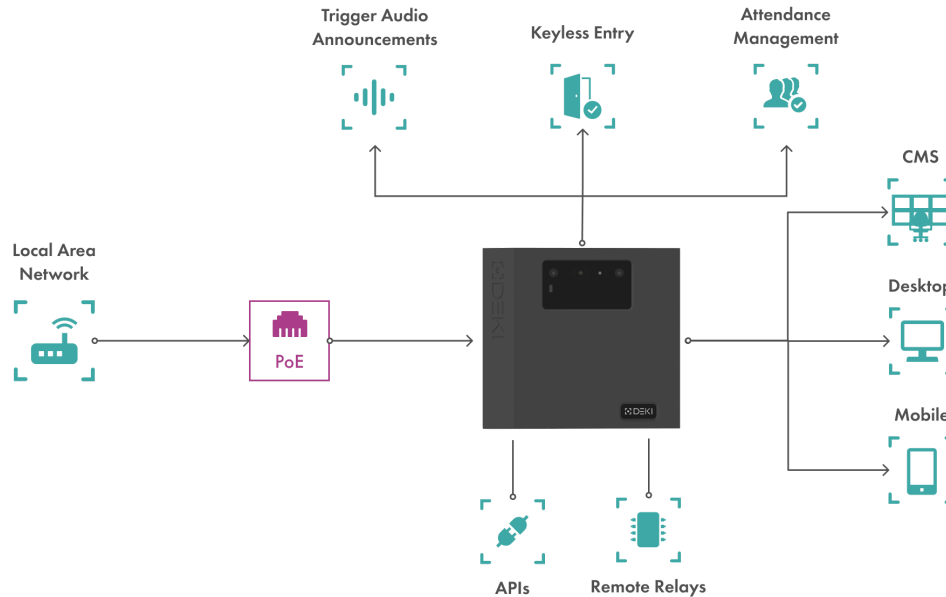 Trigger Audio
Announcements
Keyless Entry
Attendance
Management
CMS
Local Area
Network
Desktop
PoE
DEKI
DEKI
Mobile
APIs
Remote Relays